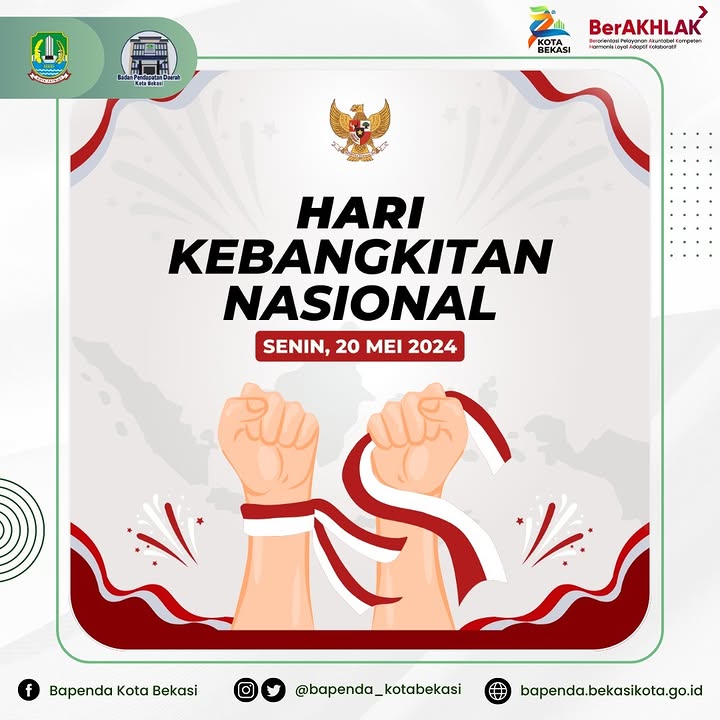 Badan Pendapatan Daerah
Kota Bekasi
KOTA
BEKASI
BerAKHLAK
Berorientasi Pelayanan Akuntabel Kompeten
Harmonis Loyal Adaptif Kolaboratif
HARI
KEBANGKITAN
NASIONAL
SENIN, 20 MEI 2024
Bapenda Kota Bekasi
@bapenda_kotabekasi
bapenda.bekasikota.go.id